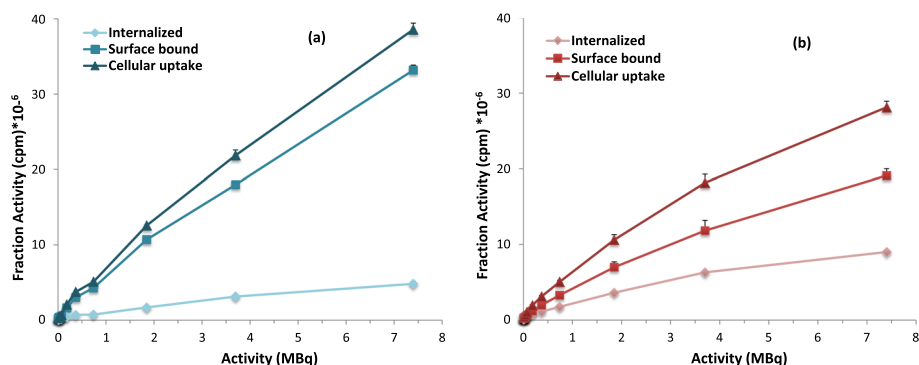 40
30
20
10
0
Fraction Activity (cpm)*10-6
(a)
Internalized
Surface bound
Cellular uptake
0 1 2 3 4 5 6 7 8
Activity (MBq)
40
30
20
10
0
Fraction Activity (cpm) *10-6
(b)
Internalized
Surface bound
Cellular uptake
0 1 2 3 4 5 6 7 8
Activity (MBq)